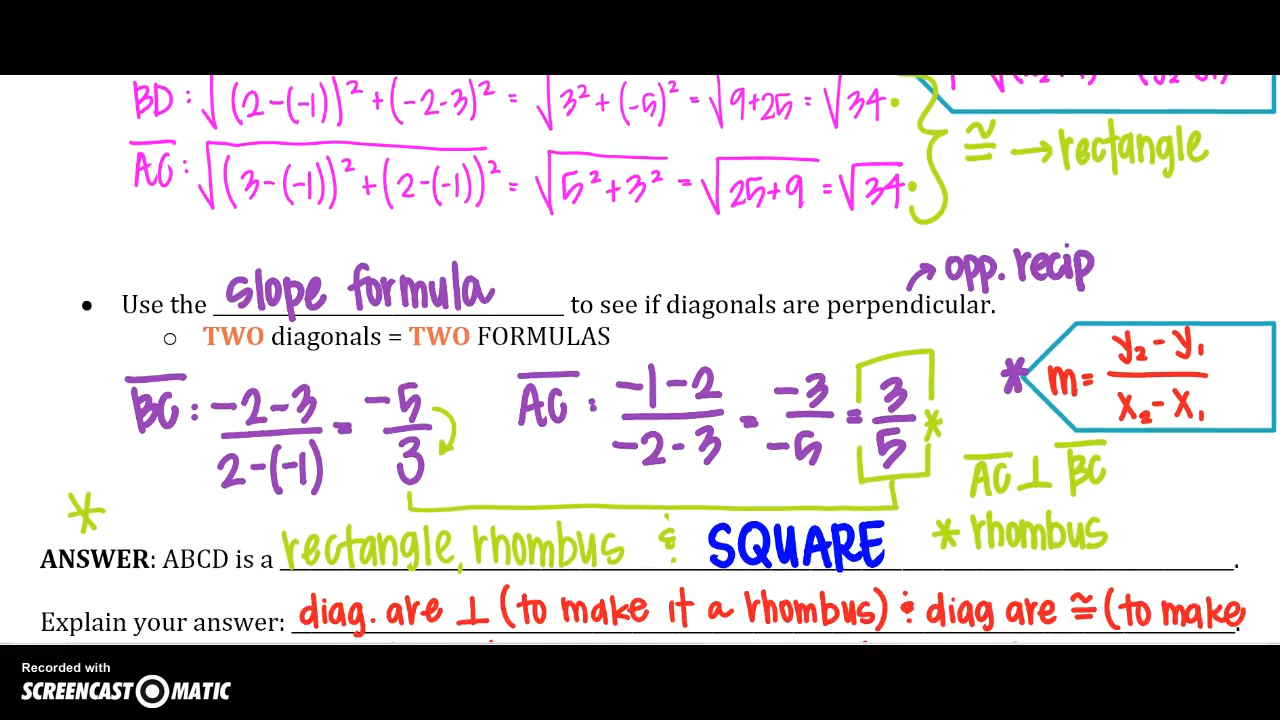 BD : √(2-(-1))² + (-2-3)² = √3² + (-5)² = √9+25 = √34 •
AC : √(3-(-1))² + (2-(-1))² = √5² + 3² = √25+9 = √34 •
≅ → rectangle
→ opp. recip
• Use the slope formula to see if diagonals are perpendicular.
○ TWO diagonals = TWO FORMULAS
BC : -2-3 / 2-(-1) = -5 / 3
AC : -1-2 / -2-3 = -3 / -5 = 3 / 5 *
* m = y₂ - y₁ / x₂ - x₁
AC ⊥ BC
* rhombus
*
ANSWER: ABCD is a rectangle, rhombus & SQUARE.
Explain your answer: diag. are ⊥ (to make it a rhombus) & diag are ≅ (to make
Recorded with
SCREENCAST O MATIC